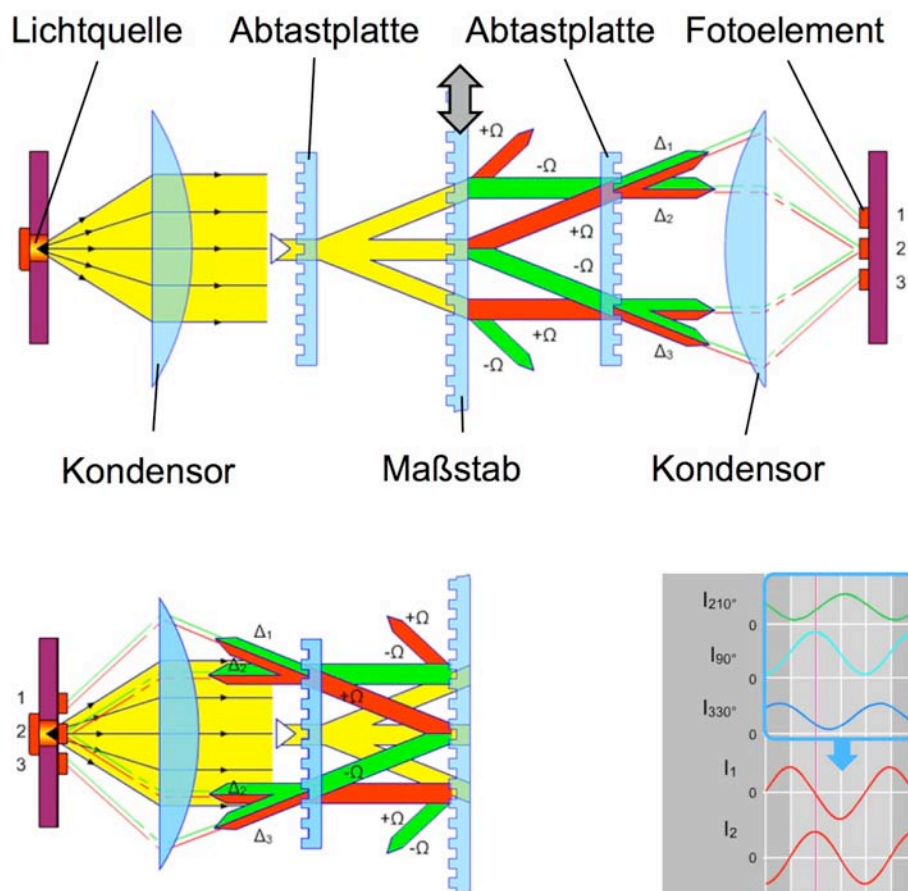 Lichtquelle Abtastplatte Abtastplatte Fotoelement
+Ω
-Ω
Δ₁
Δ₂
+Ω
-Ω
+Ω
-Ω
Δ₃
1
2
3
Kondensor Maßstab Kondensor
Δ₁
Δ₂
+Ω
-Ω
+Ω
-Ω
Δ₂
Δ₃
+Ω
-Ω
1
2
3
I210°
0
I90°
0
I330°
0
I₁
0
I₂
0